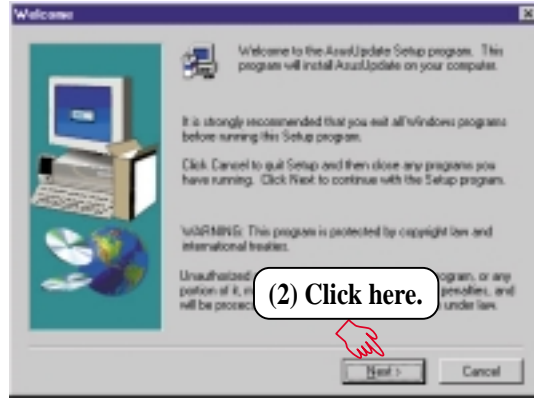 Welcome
Welcome to the AsusUpdate Setup program. This
program will install AsusUpdate on your computer.
It is strongly recommended that you exit all Windows programs
before running this Setup program.
Click Cancel to quit Setup and then close any programs you
have running. Click Next to continue with the Setup program.
WARNING: This program is protected by copyright law and
international treaties.
Unauthorized
program, or any
portion of it,
penalties, and
will be
under law.
(2) Click here.
Next >
Cancel